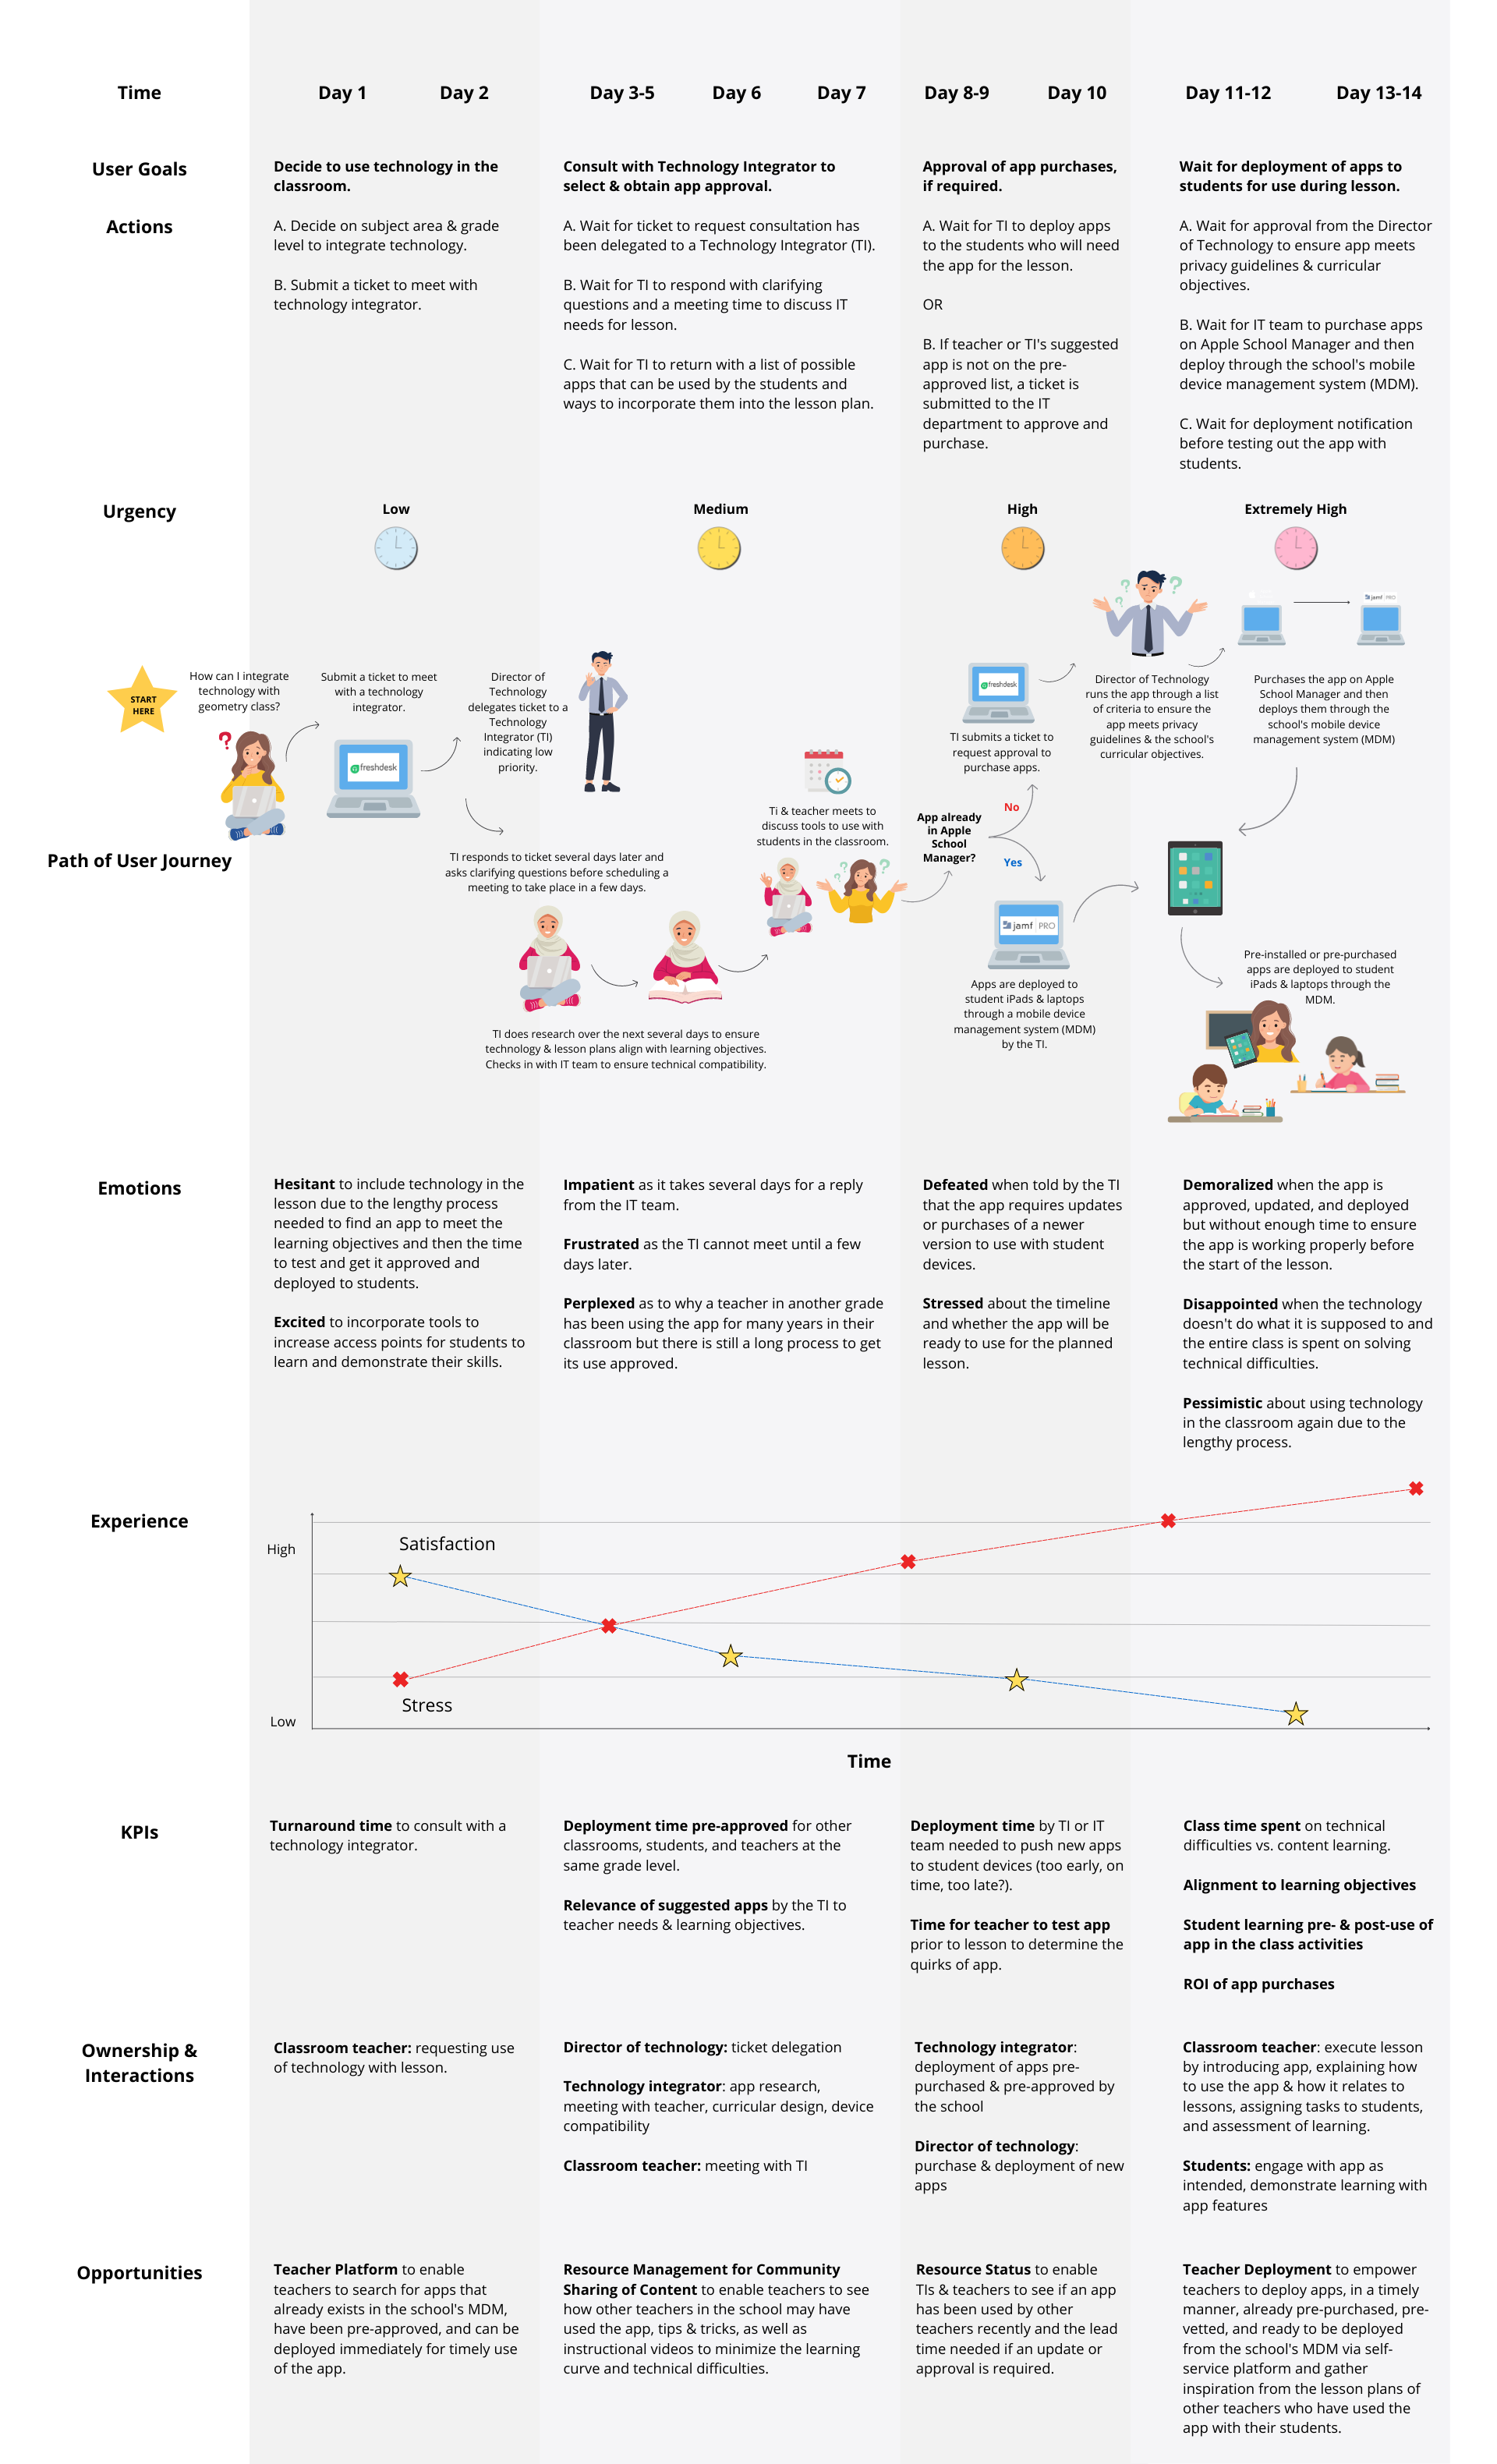 Time
Day 1
Day 2
Day 3-5
Day 6
Day 7
Day 8-9
Day 10
Day 11-12
Day 13-14
User Goals
Decide to use technology in the
classroom.
Consult with Technology Integrator to
select & obtain app approval.
Approval of app purchases,
if required.
Wait for deployment of apps to
students for use during lesson.
Actions
A. Decide on subject area & grade
level to integrate technology.
B. Submit a ticket to meet with
technology integrator.
A. Wait for ticket to request consultation has
been delegated to a Technology Integrator (TI).
B. Wait for TI to respond with clarifying
questions and a meeting time to discuss IT
needs for lesson.
C. Wait for TI to return with a list of possible
apps that can be used by the students and
ways to incorporate them into the lesson plan.
A. Wait for TI to deploy apps
to the students who will need
the app for the lesson.
OR
B. If teacher or TI's suggested
app is not on the pre-
approved list, a ticket is
submitted to the IT
department to approve and
purchase.
A. Wait for approval from the Director
of Technology to ensure app meets
privacy guidelines & curricular
objectives.
B. Wait for IT team to purchase apps
on Apple School Manager and then
deploy through the school's mobile
device management system (MDM).
C. Wait for deployment notification
before testing out the app with
students.
Urgency
Low
Medium
High
Extremely High
Path of User Journey
START
HERE
How can I integrate
technology with
geometry class?
?
Submit a ticket to meet
with a technology
integrator.
freshdesk
Director of
Technology
delegates ticket to a
Technology
Integrator (TI)
indicating low
priority.
TI responds to ticket several days later and
asks clarifying questions before scheduling a
meeting to take place in a few days.
TI does research over the next several days to ensure
technology & lesson plans align with learning objectives.
Checks in with IT team to ensure technical compatibility.
Ti & teacher meets to
discuss tools to use with
students in the classroom.
? ?
App already
in Apple
School
Manager?
No
Yes
freshdesk
TI submits a ticket to
request approval to
purchase apps.
jamf PRO
Apps are deployed to
student iPads & laptops
through a mobile device
management system (MDM)
by the TI.
? ? ?
Director of Technology
runs the app through a list
of criteria to ensure the
app meets privacy
guidelines & the school's
curricular objectives.
jamf PRO
Purchases the app on Apple
School Manager and then
deploys them through the
school's mobile device
management system (MDM)
Pre-installed or pre-purchased
apps are deployed to student
iPads & laptops through the
MDM.
Emotions
Hesitant to include technology in the
lesson due to the lengthy process
needed to find an app to meet the
learning objectives and then the time
to test and get it approved and
deployed to students.
Excited to incorporate tools to
increase access points for students to
learn and demonstrate their skills.
Impatient as it takes several days for a reply
from the IT team.
Frustrated as the TI cannot meet until a few
days later.
Perplexed as to why a teacher in another grade
has been using the app for many years in their
classroom but there is still a long process to get
its use approved.
Defeated when told by the TI
that the app requires updates
or purchases of a newer
version to use with student
devices.
Stressed about the timeline
and whether the app will be
ready to use for the planned
lesson.
Demoralized when the app is
approved, updated, and deployed
but without enough time to ensure
the app is working properly before
the start of the lesson.
Disappointed when the technology
doesn't do what it is supposed to and
the entire class is spent on solving
technical difficulties.
Pessimistic about using technology
in the classroom again due to the
lengthy process.
Experience
High
Satisfaction
Stress
Low
Time
KPIs
Turnaround time to consult with a
technology integrator.
Deployment time pre-approved for other
classrooms, students, and teachers at the
same grade level.
Relevance of suggested apps by the TI to
teacher needs & learning objectives.
Deployment time by TI or IT
team needed to push new apps
to student devices (too early, on
time, too late?).
Time for teacher to test app
prior to lesson to determine the
quirks of app.
Class time spent on technical
difficulties vs. content learning.
Alignment to learning objectives
Student learning pre- & post-use of
app in the class activities
ROI of app purchases
Ownership &
Interactions
Classroom teacher: requesting use
of technology with lesson.
Director of technology: ticket delegation
Technology integrator: app research,
meeting with teacher, curricular design, device
compatibility
Classroom teacher: meeting with TI
Technology integrator:
deployment of apps pre-
purchased & pre-approved by
the school
Director of technology:
purchase & deployment of new
apps
Classroom teacher: execute lesson
by introducing app, explaining how
to use the app & how it relates to
lessons, assigning tasks to students,
and assessment of learning.
Students: engage with app as
intended, demonstrate learning with
app features
Opportunities
Teacher Platform to enable
teachers to search for apps that
already exists in the school's MDM,
have been pre-approved, and can be
deployed immediately for timely use
of the app.
Resource Management for Community
Sharing of Content to enable teachers to see
how other teachers in the school may have
used the app, tips & tricks, as well as
instructional videos to minimize the learning
curve and technical difficulties.
Resource Status to enable
TIs & teachers to see if an app
has been used by other
teachers recently and the lead
time needed if an update or
approval is required.
Teacher Deployment to empower
teachers to deploy apps, in a timely
manner, already pre-purchased, pre-
vetted, and ready to be deployed
from the school's MDM via self-
service platform and gather
inspiration from the lesson plans of
other teachers who have used the
app with their students.